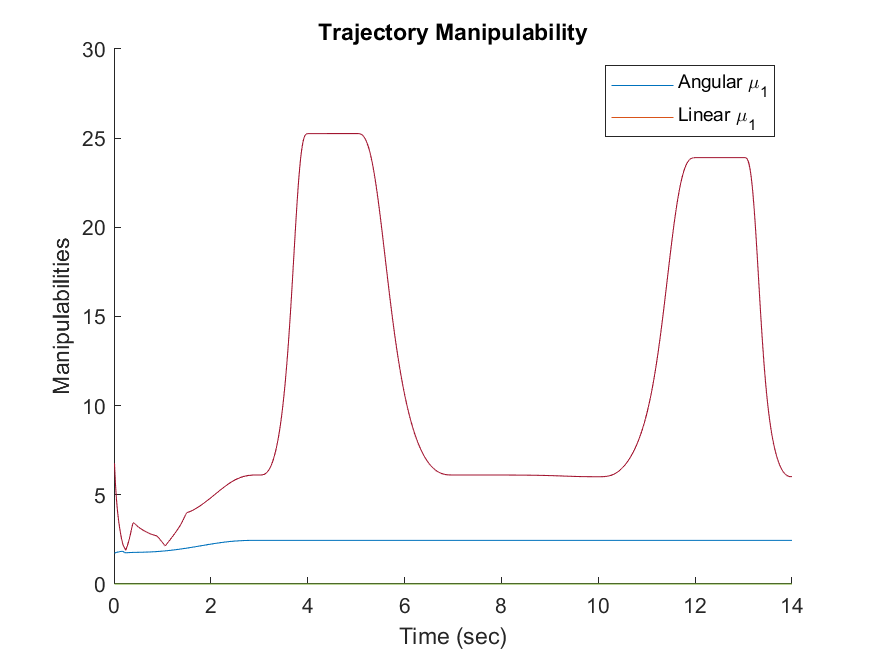 Trajectory Manipulability
Angular μ1
Linear μ1
Manipulabilities
30
25
20
15
10
5
0
0 2 4 6 8 10 12 14
Time (sec)